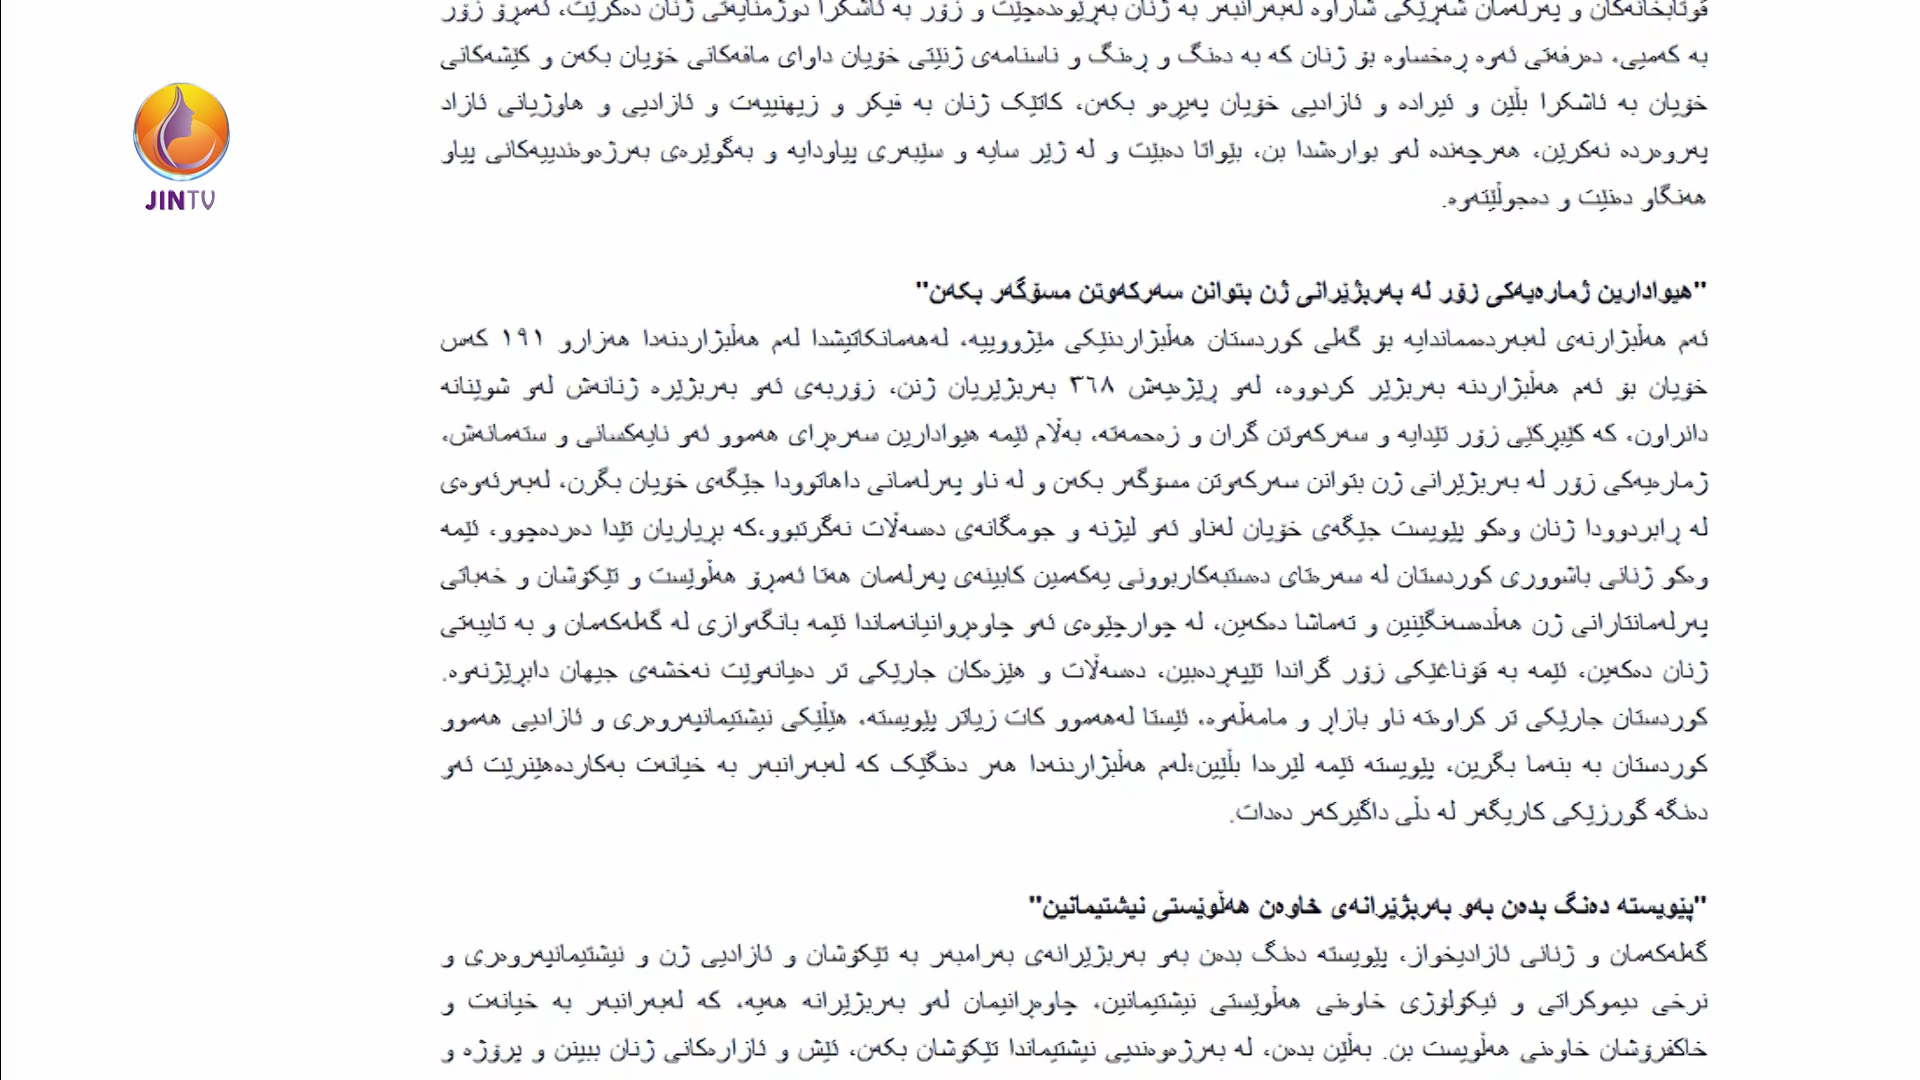 JINTV
قوتابخانەکان و پەرلەمان شەڕێکی شاراوە لەبەرانبەر بە ژنان بەڕێوەدەچێت و زۆر بە ئاشکرا دوژمنایەتی ژنان دەکرێت، ئەمڕۆ زۆر
بە کەمیی، دەرفەتی ئەوە ڕەخساوە بۆ ژنان کە بە دەنگ و ڕەنگ و ناسنامەی ژنێتی خۆیان داوای مافەکانی خۆیان بکەن و کێشەکانی
خۆیان بە ئاشکرا بڵێن و ئیرادە و ئازادیی خۆیان پەیڕەو بکەن، کاتێک ژنان بە فیکر و زیهنییەت و ئازادیی و هاوژیانی ئازاد
پەروەردە نەکرێن، هەرچەندە لەو بوارەشدا بن، بێواتا دەبێت و لە ژێر سایە و سێبەری پیاودایە و بەگوێرەی بەرژەوەندییەکانی پیاو
هەنگاو دەنێت و دەجوڵێتەوە.
"هیوادارین ژمارەیەکی زۆر لە بەربژێرانی ژن بتوانن سەرکەوتن مسۆگەر بکەن"
ئەم هەڵبژارنەی لەبەردەمماندایە بۆ گەلی کوردستان هەڵبژاردنێکی مێژووییە، لەهەمانکاتیشدا لەم هەڵبژاردنەدا هەزارو ١٩١ کەس
خۆیان بۆ ئەم هەڵبژاردنە بەربژێر کردووە، لەو ڕێژەیەش ٣٦٨ بەربژێریان ژنن، زۆربەی ئەو بەربژێرە ژنانەش لەو شوێنانە
دانراون، کە کێبڕکێی زۆر تێدایە و سەرکەوتن گران و زەحمەتە، بەڵام ئێمە هیوادارین سەرەڕای هەموو ئەو نایەکسانی و ستەمانەش،
ژمارەیەکی زۆر لە بەربژێرانی ژن بتوانن سەرکەوتن مسۆگەر بکەن و لە ناو پەرلەمانی داهاتوودا جێگەی خۆیان بگرن، لەبەرئەوەی
لە ڕابردوودا ژنان وەکو پێویست جێگەی خۆیان لەناو ئەو لیژنە و جومگانەی دەسەڵات نەگرتبوو،کە بڕیاریان تێدا دەردەچوو، ئێمە
وەکو ژنانی باشووری کوردستان لە سەرەتای دەستبەکاربوونی یەکەمین کابینەی پەرلەمان هەتا ئەمڕۆ هەڵوێست و تێکۆشان و خەباتی
پەرلەمانتارانی ژن هەڵدەسەنگێنین و تەماشا دەکەین، لە چوارچێوەی ئەو چاوەڕوانیانەماندا ئێمە بانگەوازی لە گەلەکەمان و بە تایبەتی
ژنان دەکەین، ئێمە بە قۆناغێکی زۆر گراندا تێپەڕدەبین، دەسەڵات و هێزەکان جارێکی تر دەیانەوێت نەخشەی جیهان دابڕێژنەوە.
کوردستان جارێکی تر کراوەتە ناو بازاڕ و مامەڵەوە، ئێستا لەهەموو کات زیاتر پێویستە، هێڵێکی نیشتیمانپەروەری و ئازادیی هەموو
کوردستان بە بنەما بگرین، پێویستە ئێمە لێرەدا بڵێین؛لەم هەڵبژاردنەدا هەر دەنگێک کە لەبەرانبەر بە خیانەت بەکاردەهێنرێت ئەو
دەنگە گورزێکی کاریگەر لە دڵی داگیرکەر دەدات.
"پێویستە دەنگ بدەن بەو بەربژێرانەی خاوەن هەڵوێستی نیشتیمانین"
گەلەکەمان و ژنانی ئازادیخواز، پێویستە دەنگ بدەن بەو بەربژێرانەی بەرامبەر بە تێکۆشان و ئازادیی ژن و نیشتیمانپەروەری و
نرخی دیموکراتی و ئیکۆلۆژی خاوەنی هەڵوێستی نیشتیمانین، چاوەڕانیمان لەو بەربژێرانە هەیە، کە لەبەرانبەر بە خیانەت و
خاکفرۆشان خاوەنی هەڵویست بن. بەڵێن بدەن، لە بەرژەوەندیی نیشتیماندا تێکۆشان بکەن، ئێش و ئازارەکانی ژنان ببینن و پرۆژە و